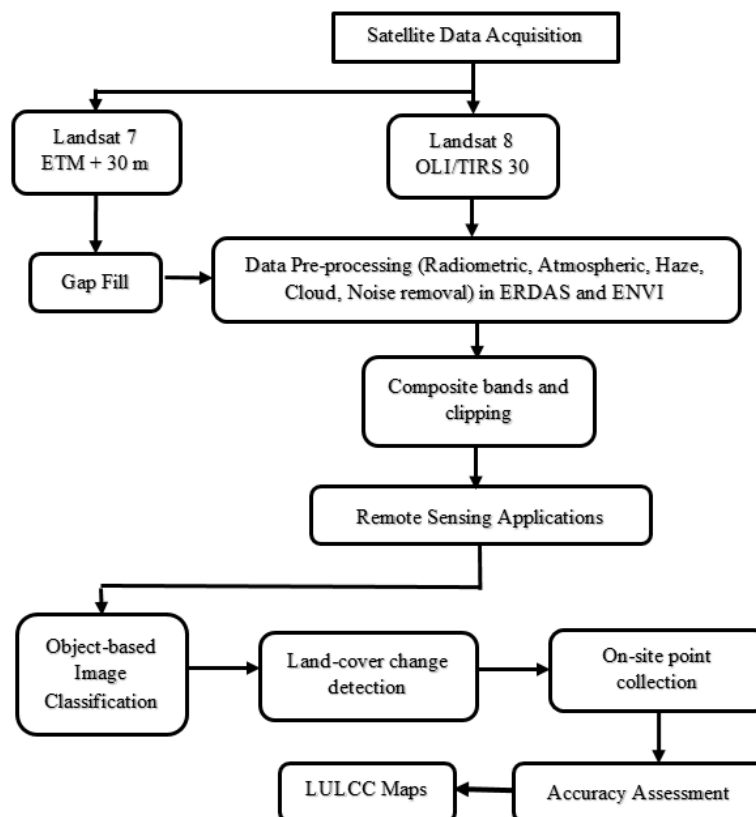 Satellite Data Acquisition
Landsat 7
ETM + 30 m
Landsat 8
OLI/TIRS 30
Gap Fill
Data Pre-processing (Radiometric, Atmospheric, Haze,
Cloud, Noise removal) in ERDAS and ENVI
Composite bands and
clipping
Remote Sensing Applications
Object-based
Image
Classification
Land-cover change
detection
On-site point
collection
LULCC Maps
Accuracy Assessment